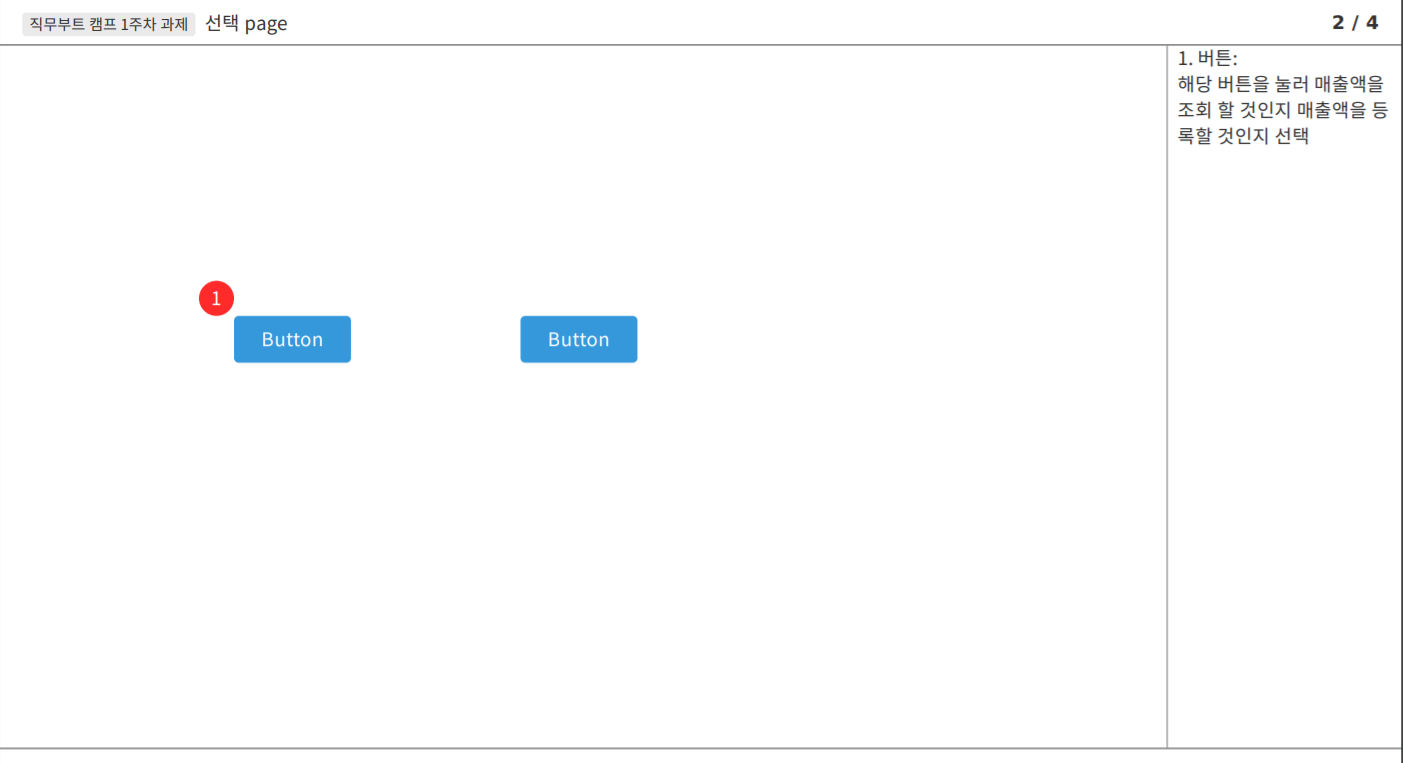 직무부트 캠프 1주차 과제 선택 page 2 / 4
1. 버튼:
해당 버튼을 눌러 매출액을
조회 할 것인지 매출액을 등
록할 것인지 선택
1
Button Button